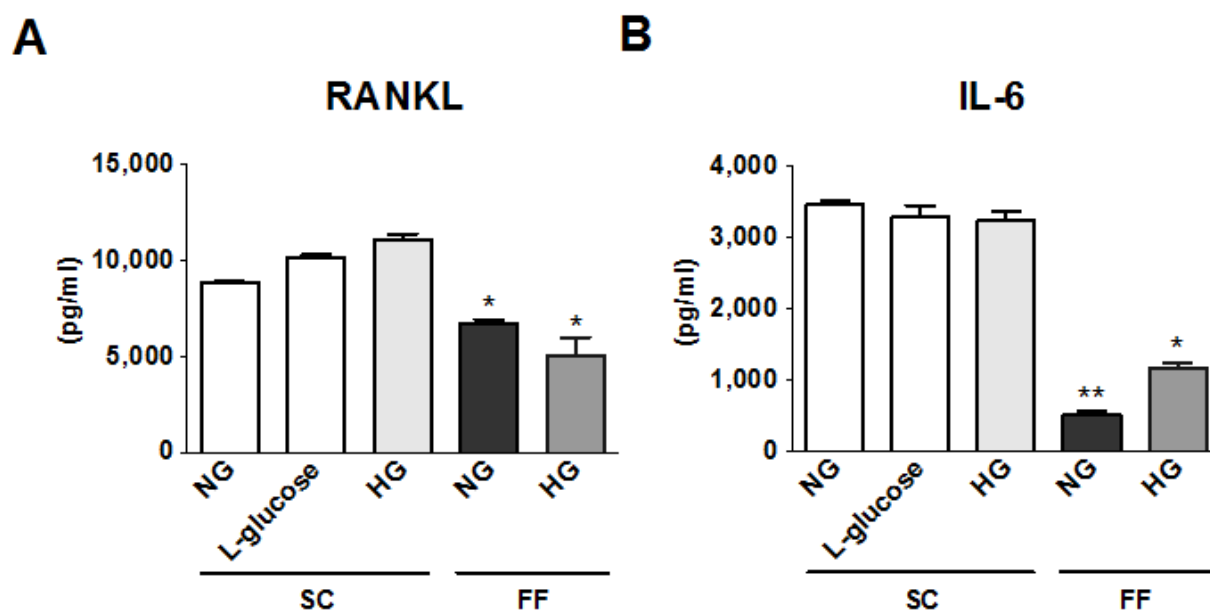 A
RANKL
(pg/ml)
15,000
10,000
5,000
0
*
*
NG
L-glucose
HG
NG
HG
SC
FF
B
IL-6
(pg/ml)
4,000
3,000
2,000
1,000
0
**
*
NG
L-glucose
HG
NG
HG
SC
FF